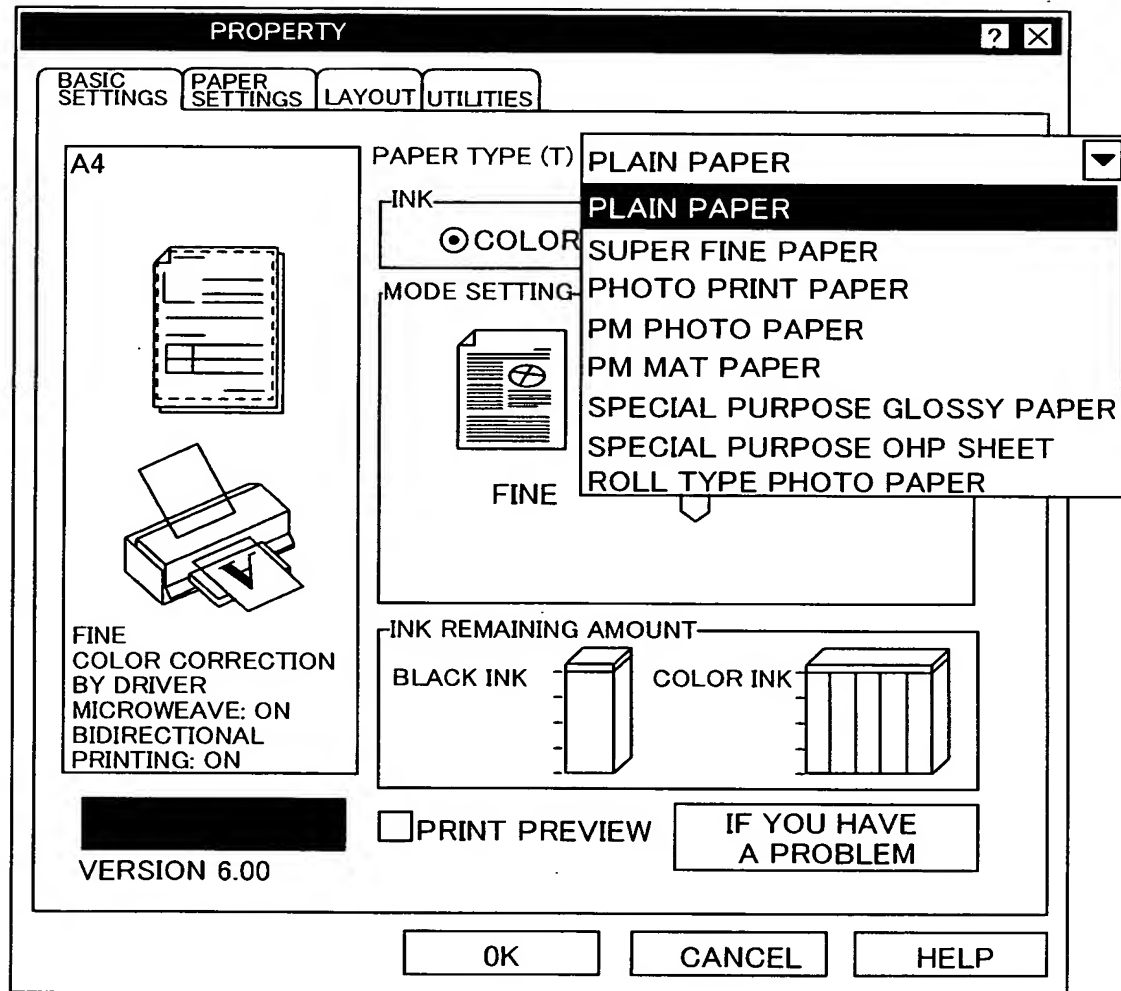 PROPERTY
?
BASIC
SETTINGS
PAPER
SETTINGS
LAYOUT
UTILITIES
A4
FINE
COLOR CORRECTION
BY DRIVER
MICROWEAVE: ON
BIDIRECTIONAL
PRINTING: ON
VERSION 6.00
PAPER TYPE (T)
PLAIN PAPER
PLAIN PAPER
SUPER FINE PAPER
PHOTO PRINT PAPER
PM PHOTO PAPER
PM MAT PAPER
SPECIAL PURPOSE GLOSSY PAPER
SPECIAL PURPOSE OHP SHEET
ROLL TYPE PHOTO PAPER
INK
COLOR
MODE SETTING
FINE
INK REMAINING AMOUNT
BLACK INK
COLOR INK
PRINT PREVIEW
IF YOU HAVE
A PROBLEM
OK
CANCEL
HELP